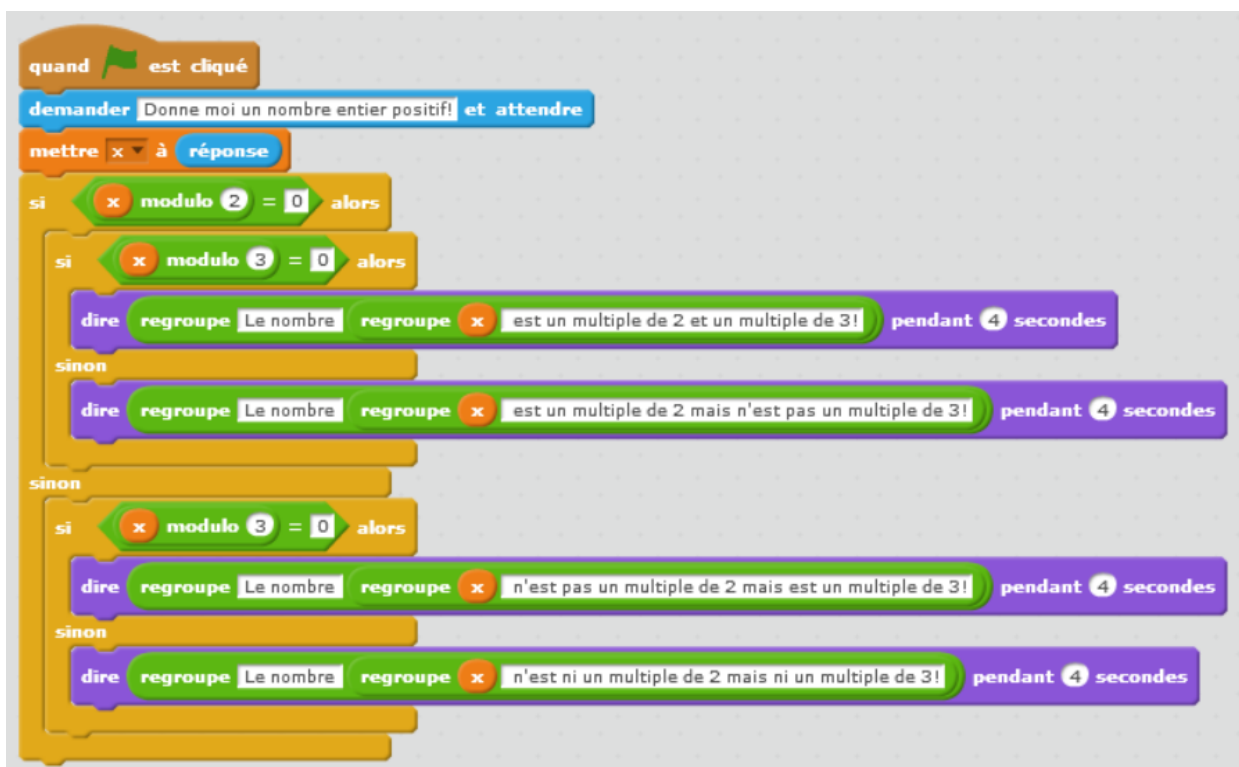 quand est cliqué
demander Donne moi un nombre entier positif! et attendre
mettre x à réponse
si x modulo 2 = 0 alors
si x modulo 3 = 0 alors
dire regroupe Le nombre regroupe x est un multiple de 2 et un multiple de 3! pendant 4 secondes
sinon
dire regroupe Le nombre regroupe x est un multiple de 2 mais n'est pas un multiple de 3! pendant 4 secondes
sinon
si x modulo 3 = 0 alors
dire regroupe Le nombre regroupe x n'est pas un multiple de 2 mais est un multiple de 3! pendant 4 secondes
sinon
dire regroupe Le nombre regroupe x n'est ni un multiple de 2 mais ni un multiple de 3! pendant 4 secondes